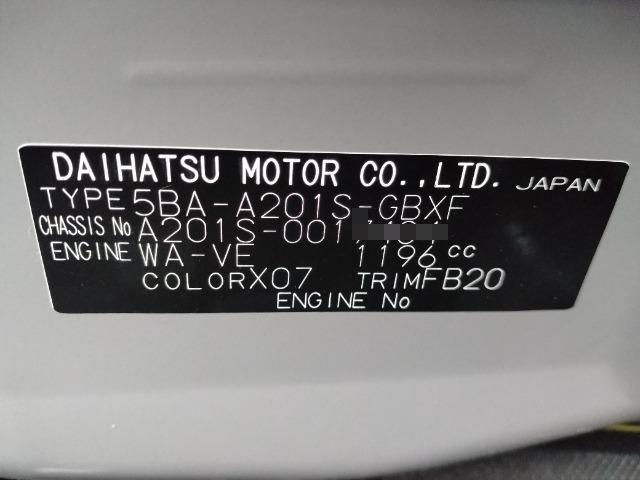 DAIHATSU MOTOR CO.,LTD. JAPAN
TYPE 5BA-A201S-GBXF
CHASSIS No A201S-001
ENGINE WA-VE 1196 cc
COLOR X07 TRIM FB20
ENGINE No